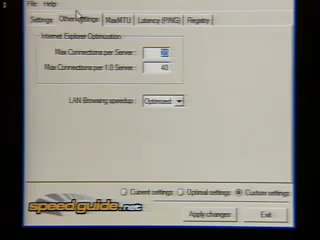 File Help
Settings Other settings MaxMTU Latency (PING) Registry
Internet Explorer Optimization
Max Connections per Server:
Max Connections per 1.0 Server: 40
LAN Browsing speedup: Optimized
Current settings Optimal settings Custom settings
speedguide.net
Apply changes Exit